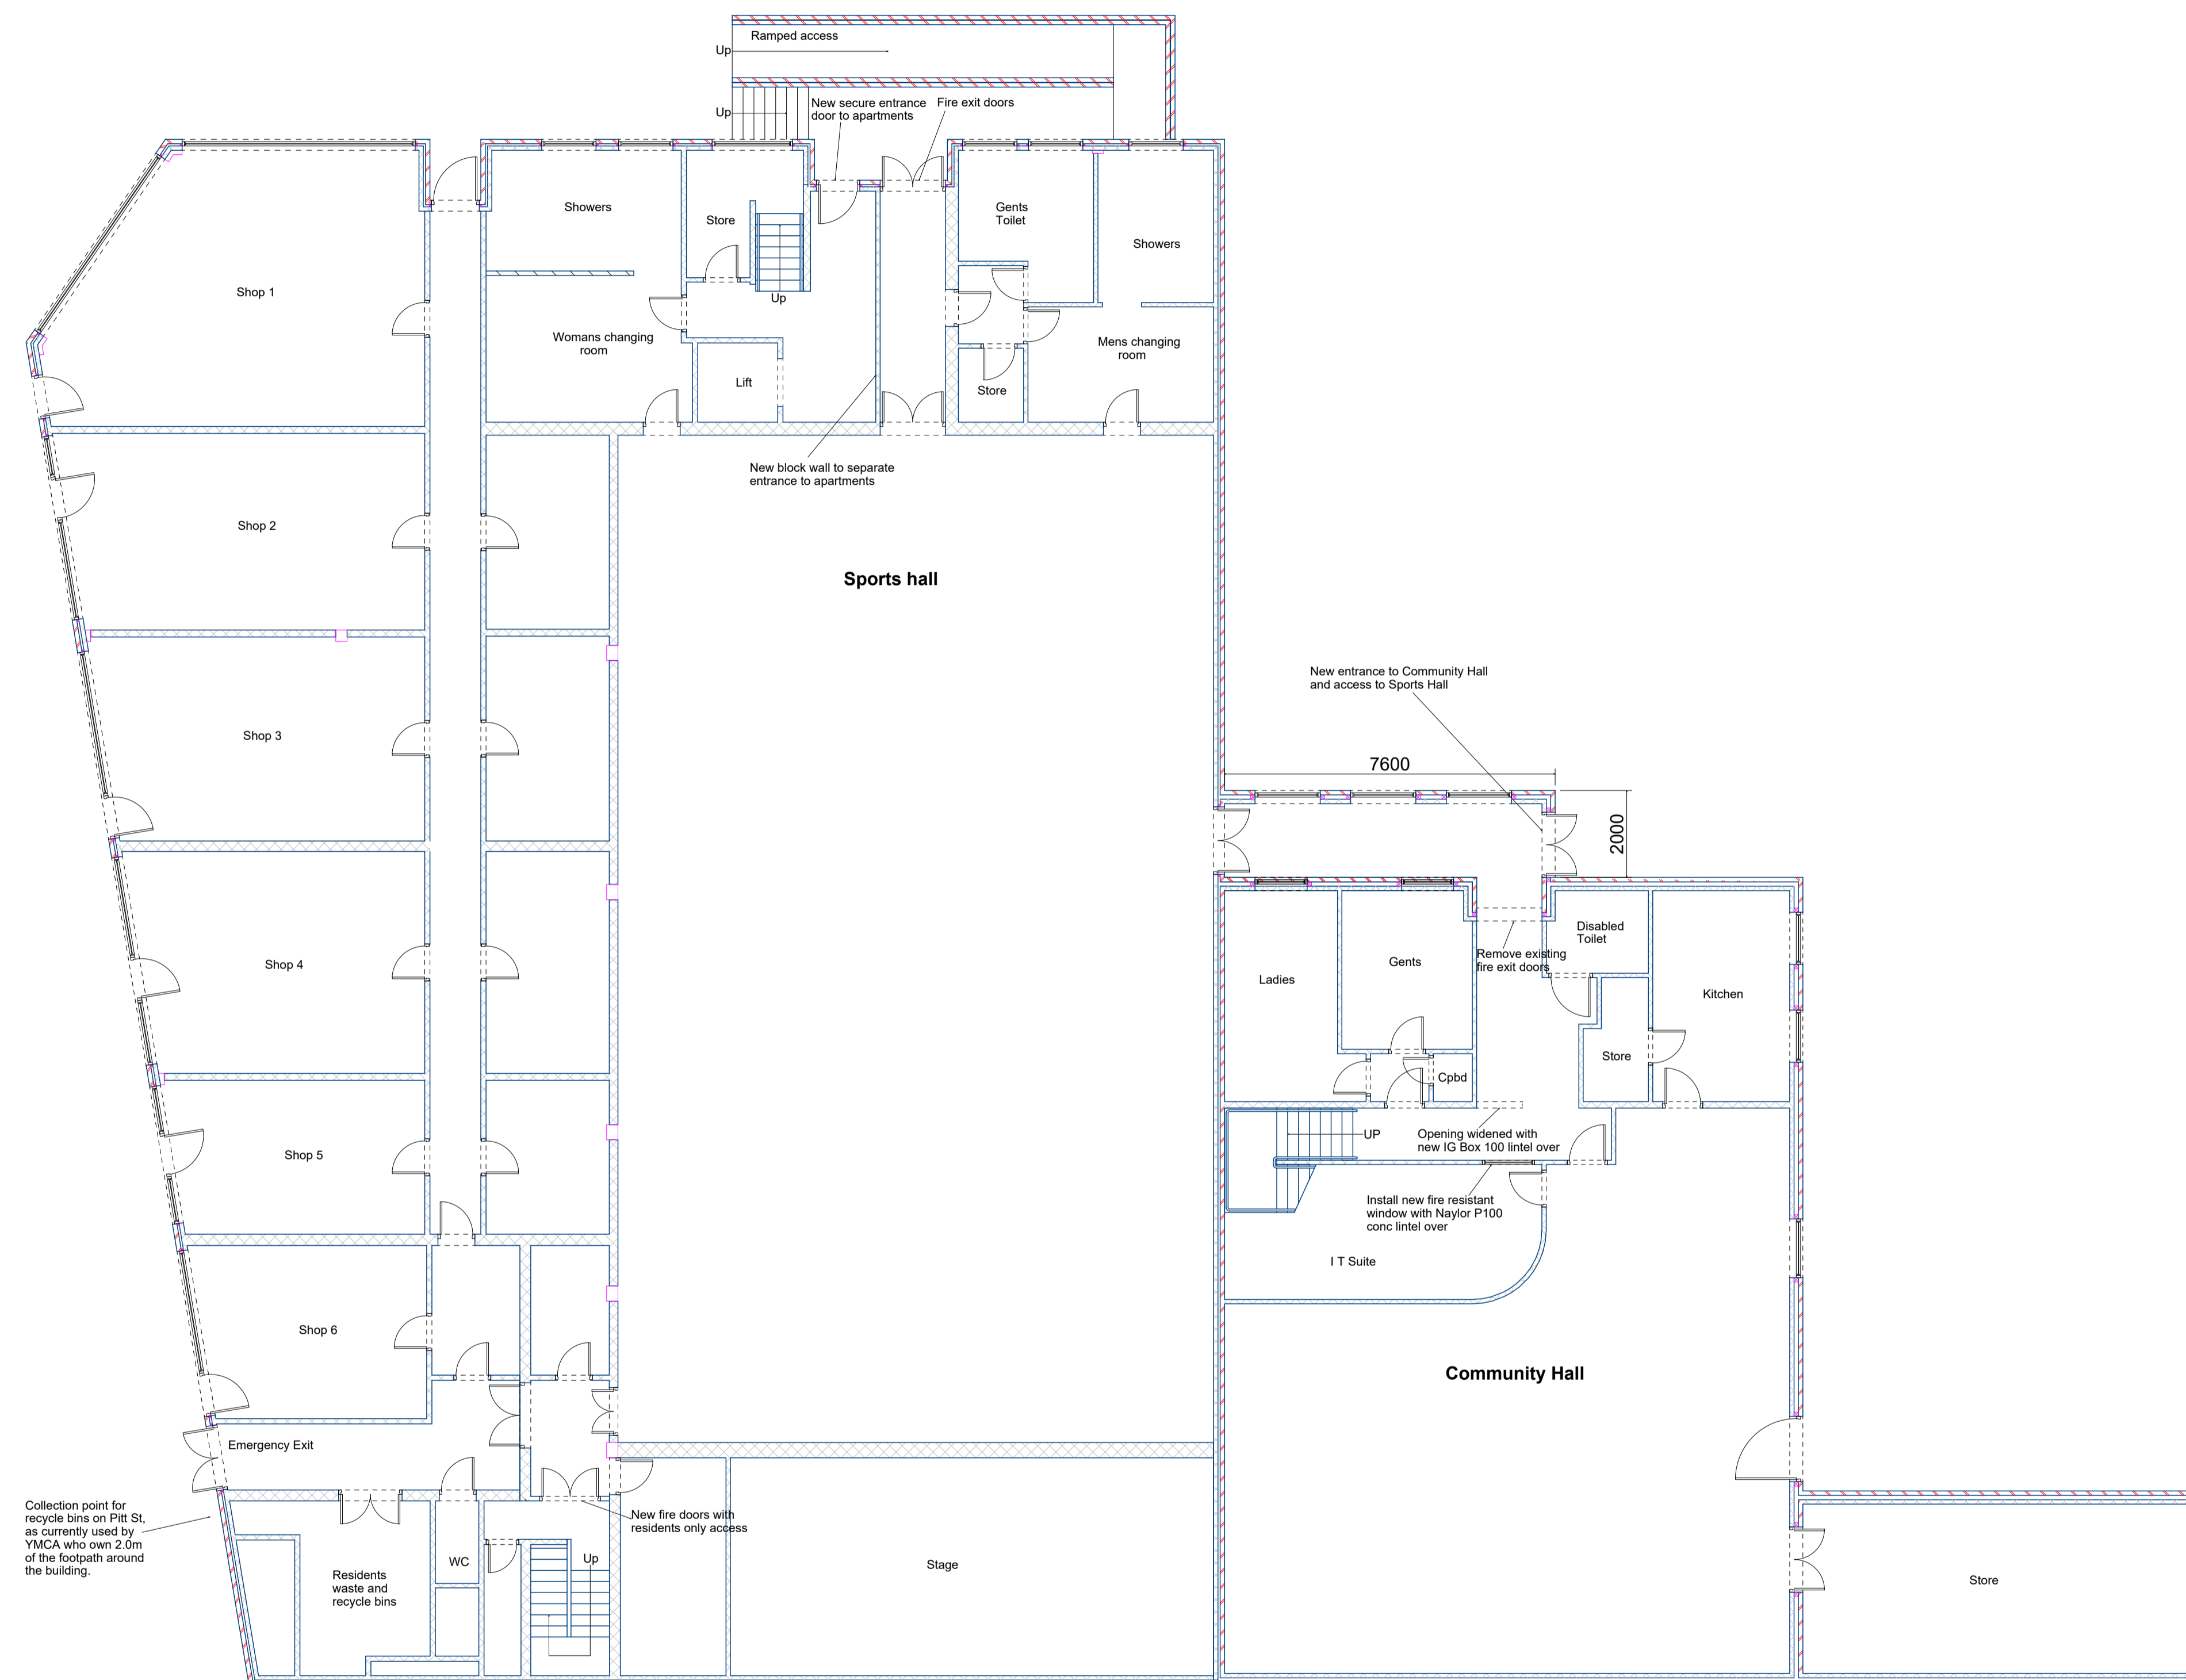 Ramped access
Up
Up
New secure entrance
door to apartments
Fire exit doors
Showers
Store
Up
Gents
Toilet
Showers
Shop 1
Womans changing
room
Lift
Mens changing
room
Store
New block wall to separate
entrance to apartments
Shop 2
Sports hall
New entrance to Community Hall
and access to Sports Hall
Shop 3
7600
2000
Shop 4
Ladies
Gents
Remove existing
fire exit doors
Disabled
Toilet
Kitchen
Store
Cpbd
UP
Opening widened with
new IG Box 100 lintel over
Shop 5
Install new fire resistant
window with Naylor P100
conc lintel over
I T Suite
Shop 6
Community Hall
Emergency Exit
Collection point for
recycle bins on Pitt St,
as currently used by
YMCA who own 2.0m
of the footpath around
the building.
New fire doors with
residents only access
WC
Up
Residents
waste and
recycle bins
Stage
Store